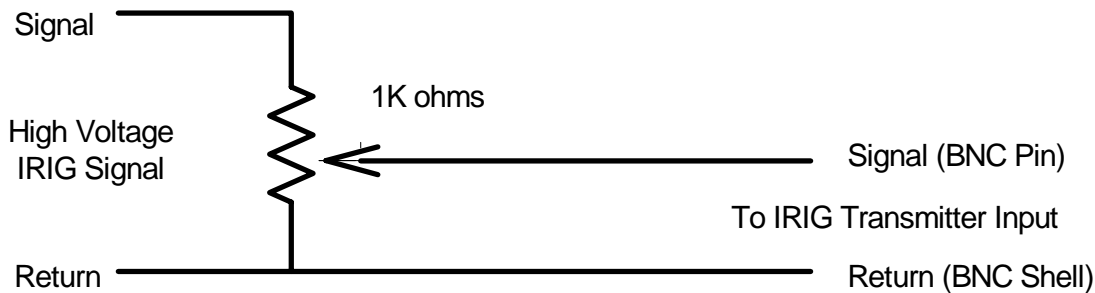 Signal
1K ohms
High Voltage
IRIG Signal
Signal (BNC Pin)
To IRIG Transmitter Input
Return
Return (BNC Shell)